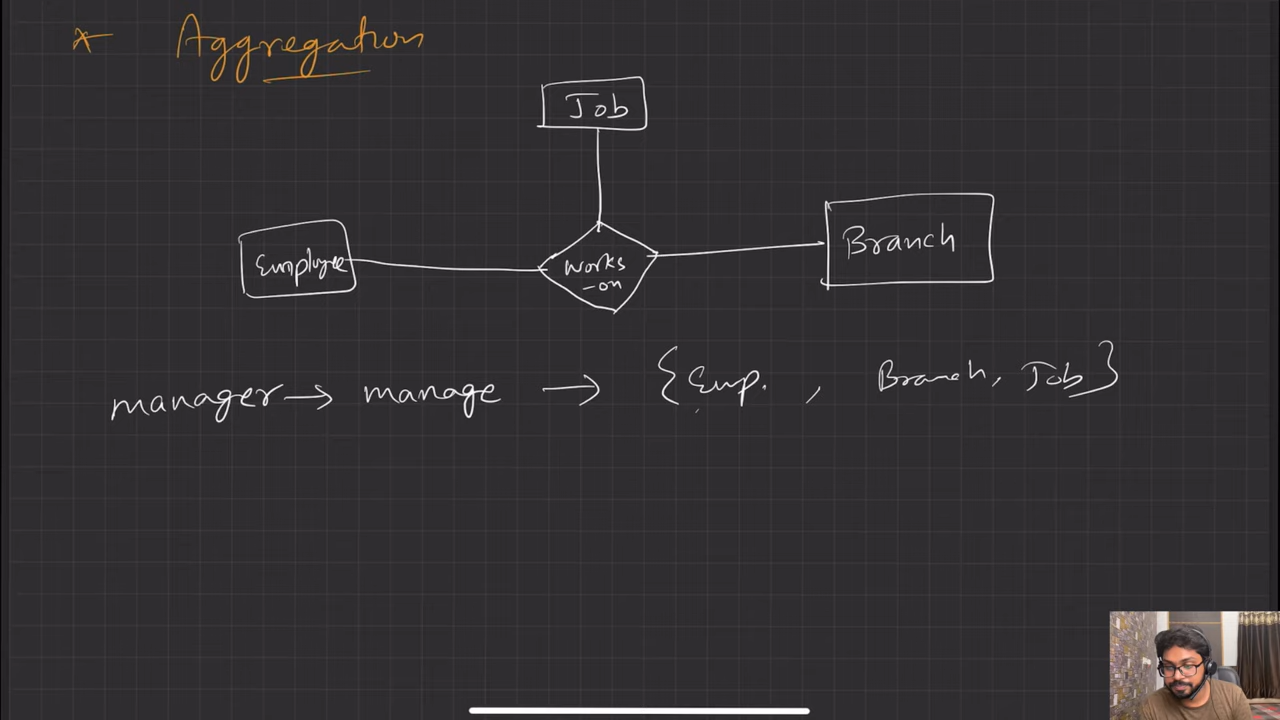 * Aggregation
Job
Employee
Works
-on
Branch
manager → manage → {Emp. , Branch, Job}